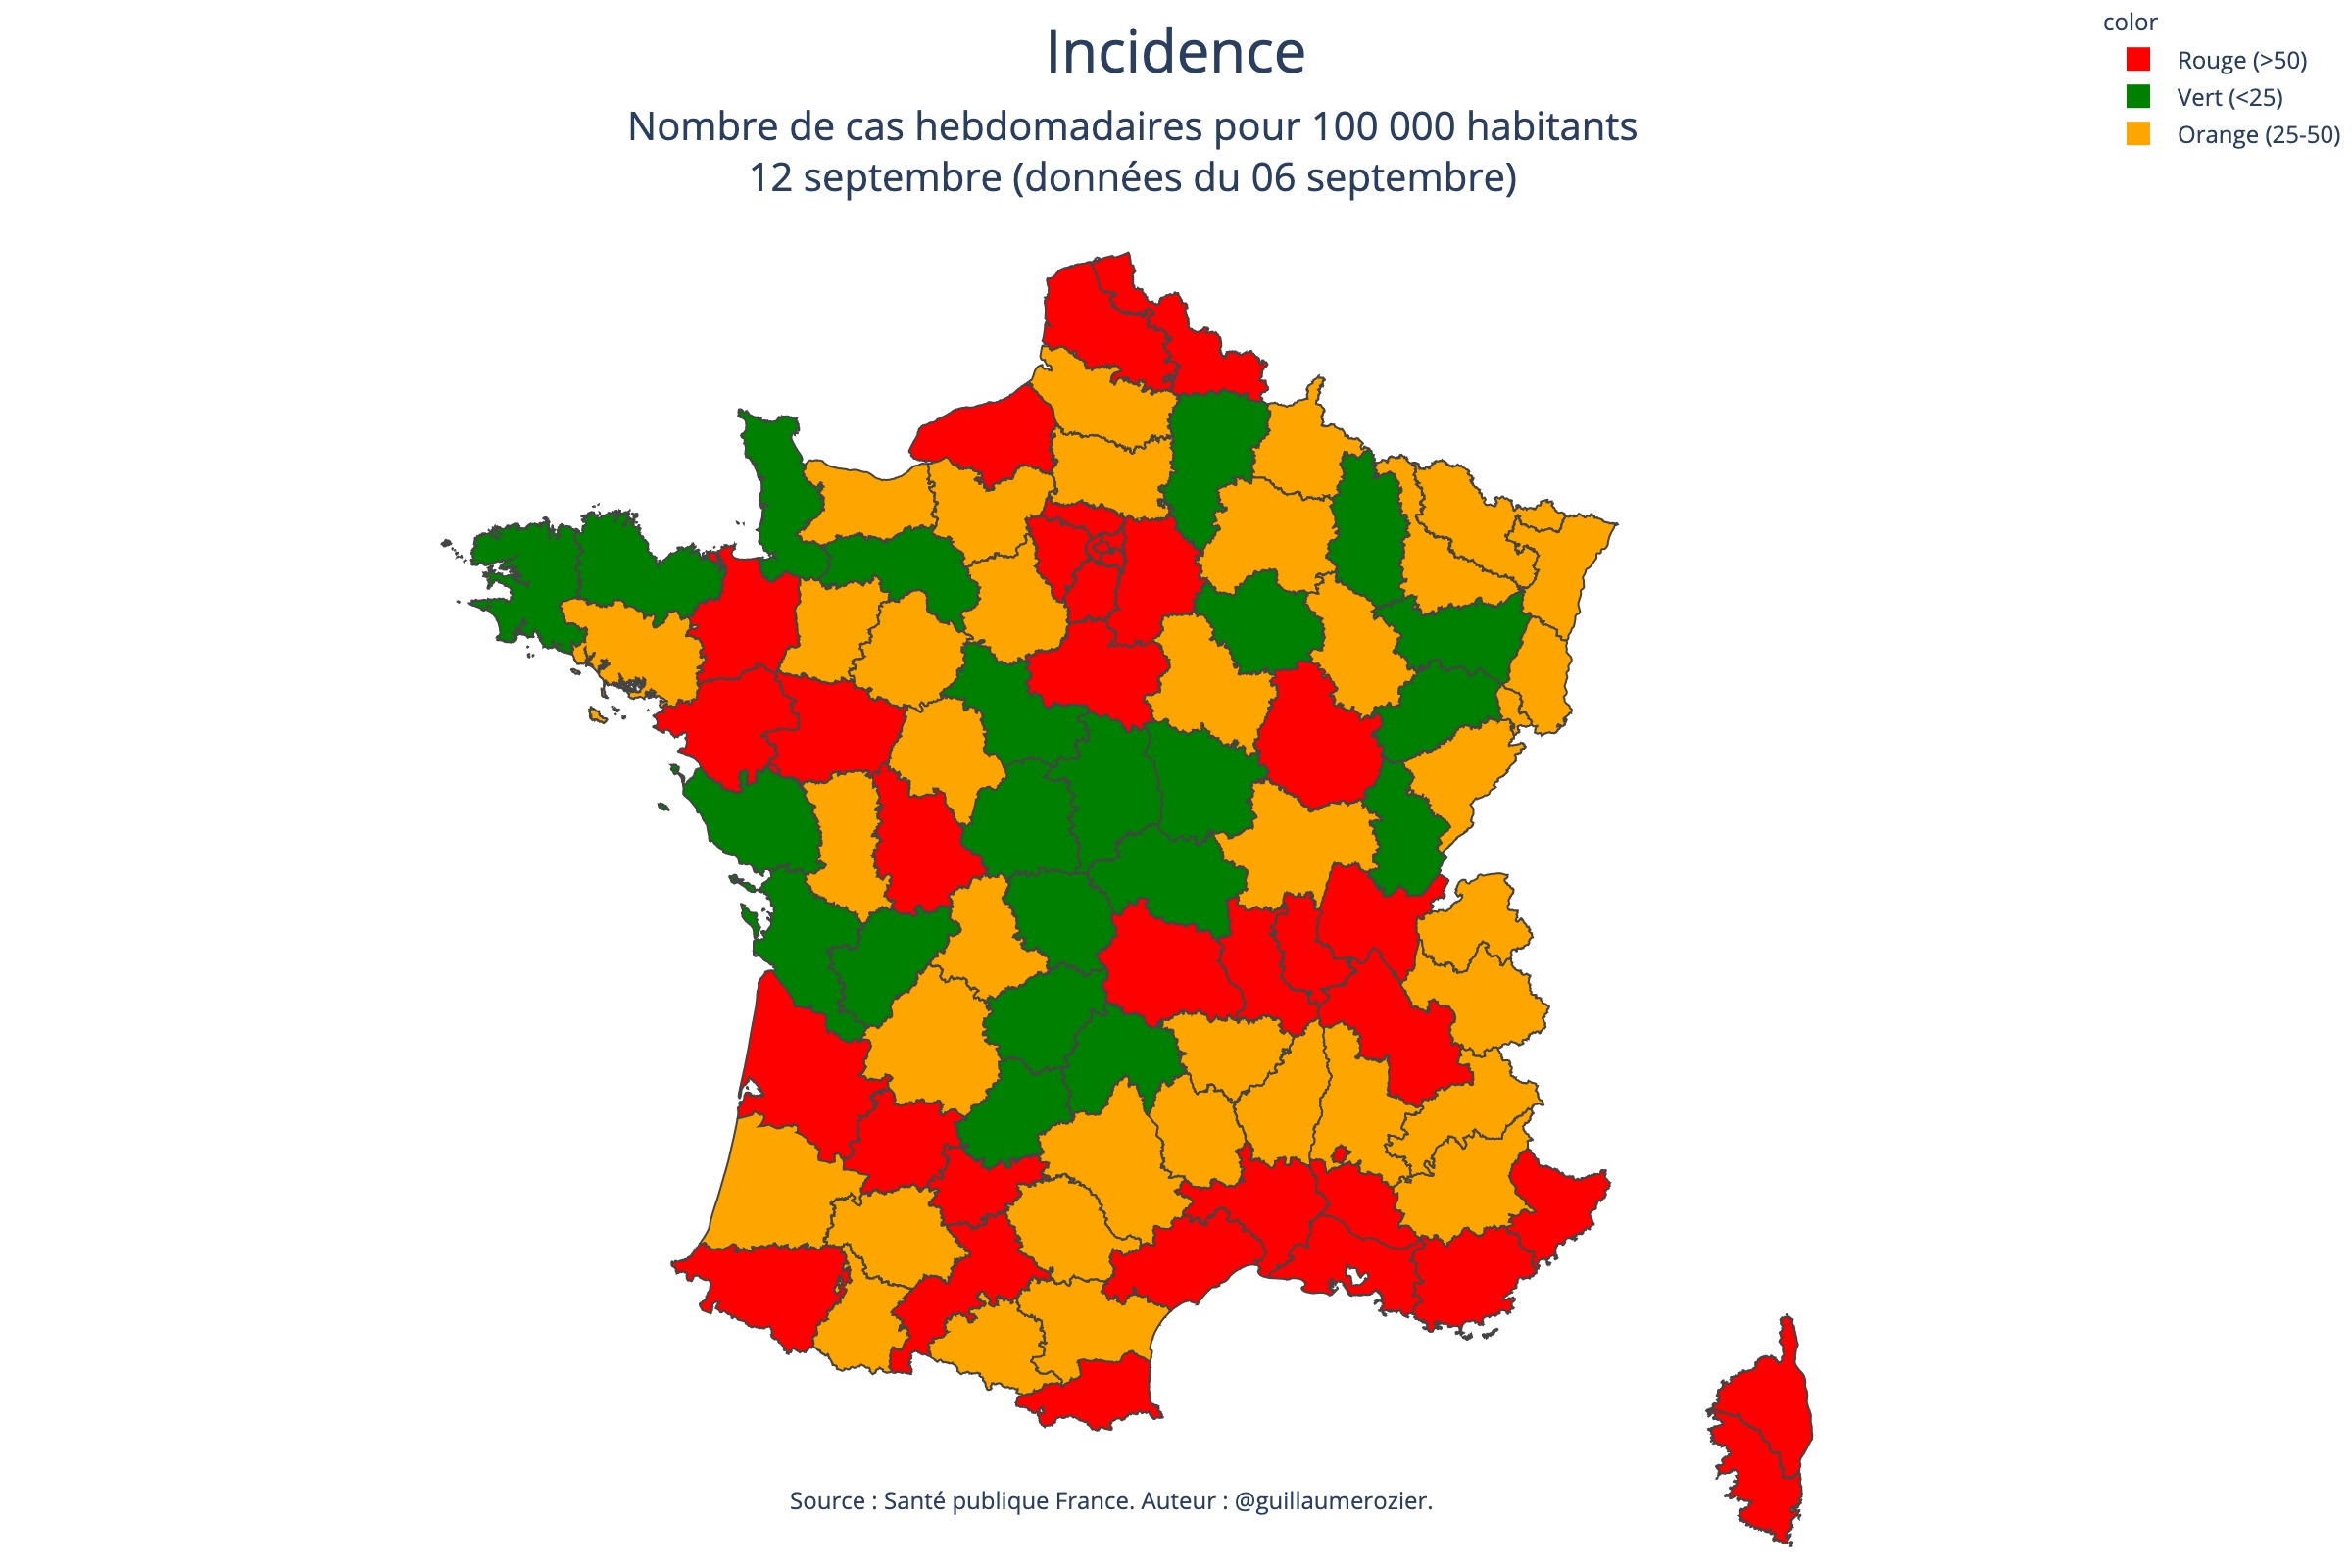 Incidence
Nombre de cas hebdomadaires pour 100 000 habitants
12 septembre (données du 06 septembre)
color
Rouge (>50)
Vert (<25)
Orange (25-50)
Source : Santé publique France. Auteur : @guillaumerozier.